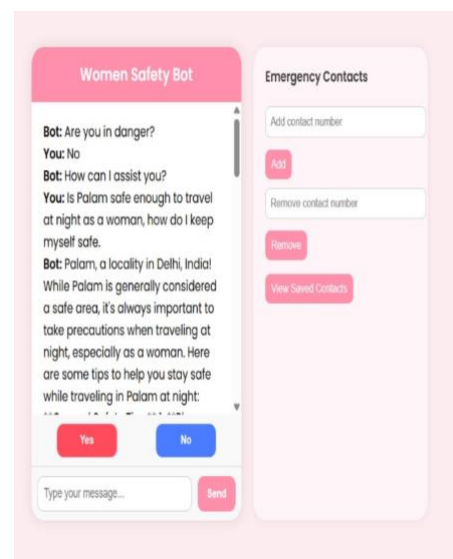 Women Safety Bot
Bot: Are you in danger?
You: No
Bot: How can I assist you?
You: Is Palam safe enough to travel
at night as a woman, how do I keep
myself safe.
Bot: Palam, a locality in Delhi, India!
While Palam is generally considered
a safe area, it's always important to
take precautions when traveling at
night, especially as a woman. Here
are some tips to help you stay safe
while traveling in Palam at night:
Yes
No
Type your message...
Send
Emergency Contacts
Add contact number
Add
Remove contact number
Remove
View Saved Contacts